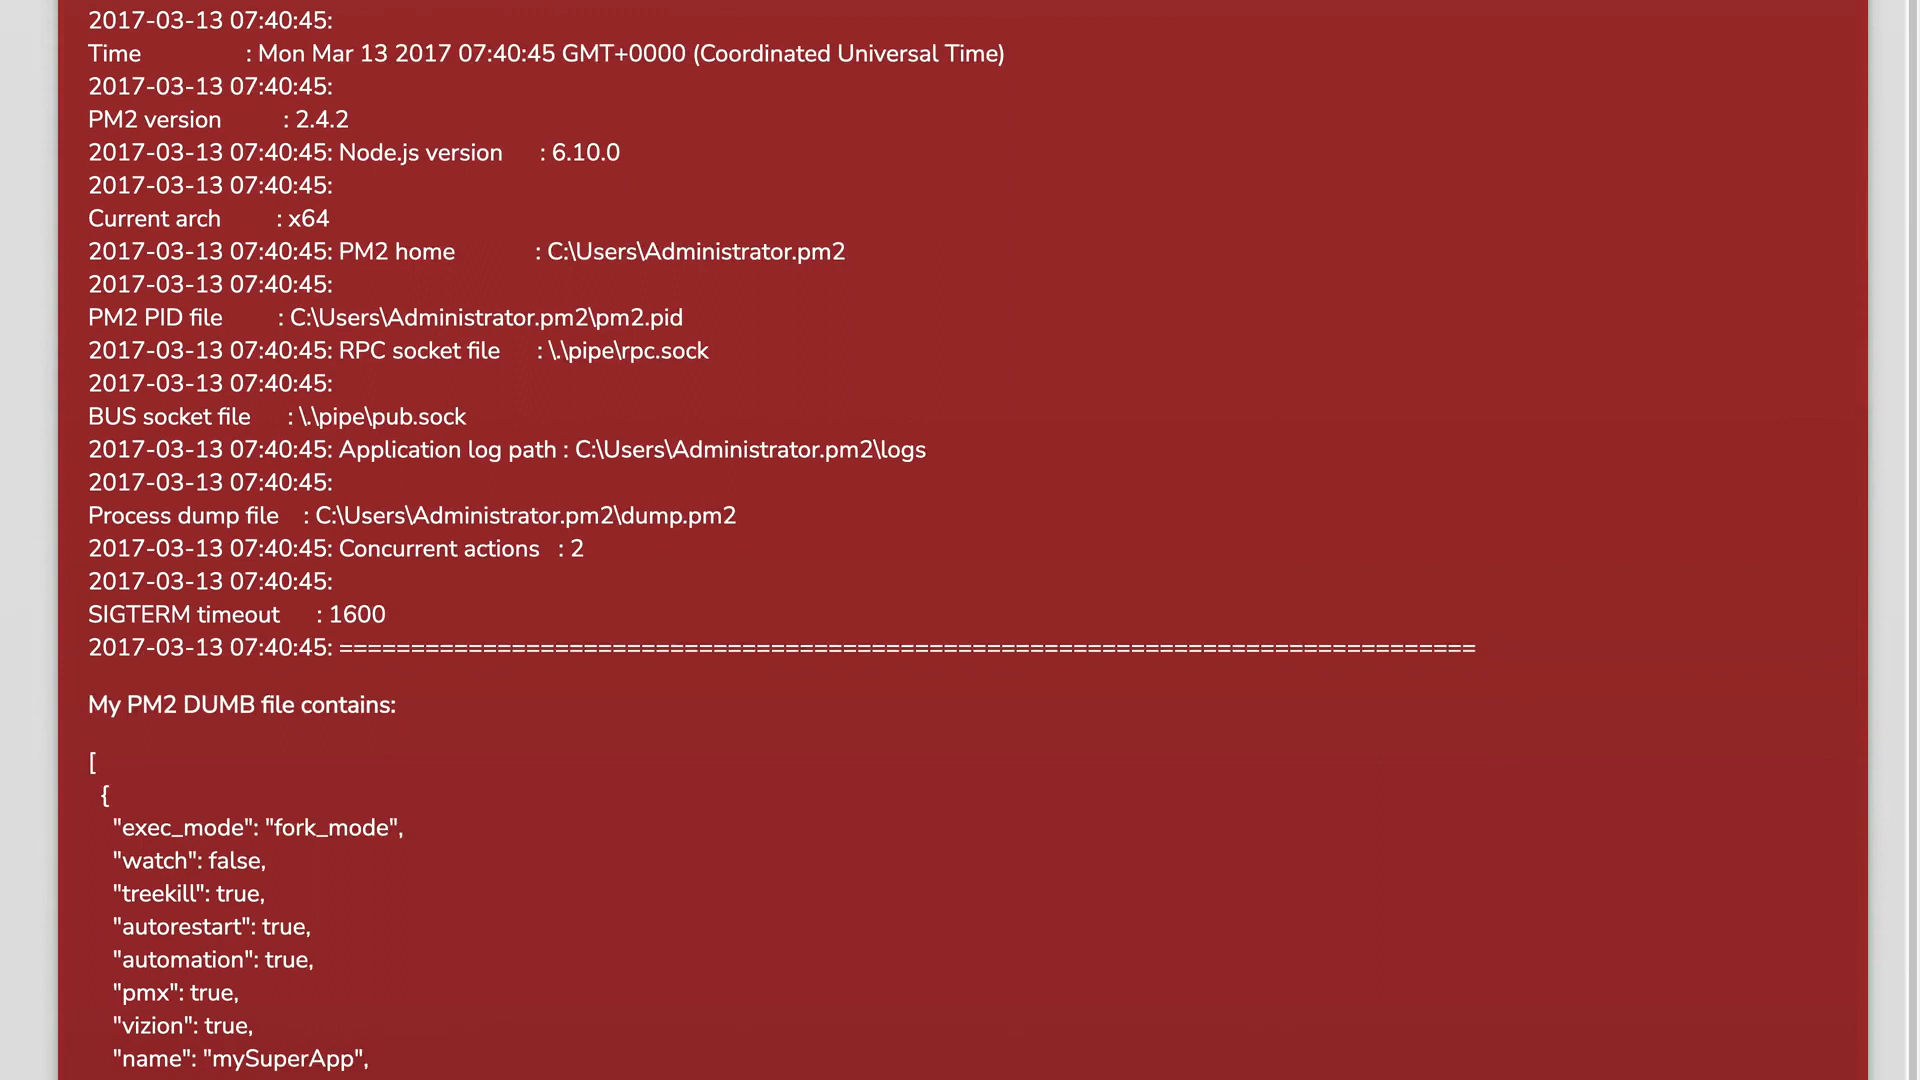 2017-03-13 07:40:45:
Time : Mon Mar 13 2017 07:40:45 GMT+0000 (Coordinated Universal Time)
2017-03-13 07:40:45:
PM2 version : 2.4.2
2017-03-13 07:40:45: Node.js version : 6.10.0
2017-03-13 07:40:45:
Current arch : x64
2017-03-13 07:40:45: PM2 home : C:\Users\Administrator.pm2
2017-03-13 07:40:45:
PM2 PID file : C:\Users\Administrator.pm2\pm2.pid
2017-03-13 07:40:45: RPC socket file : \.\pipe\rpc.sock
2017-03-13 07:40:45:
BUS socket file : \.\pipe\pub.sock
2017-03-13 07:40:45: Application log path : C:\Users\Administrator.pm2\logs
2017-03-13 07:40:45:
Process dump file : C:\Users\Administrator.pm2\dump.pm2
2017-03-13 07:40:45: Concurrent actions : 2
2017-03-13 07:40:45:
SIGTERM timeout : 1600
2017-03-13 07:40:45: ===============================================================================
My PM2 DUMB file contains:
[
{
"exec_mode": "fork_mode",
"watch": false,
"treekill": true,
"autorestart": true,
"automation": true,
"pmx": true,
"vizion": true,
"name": "mySuperApp",